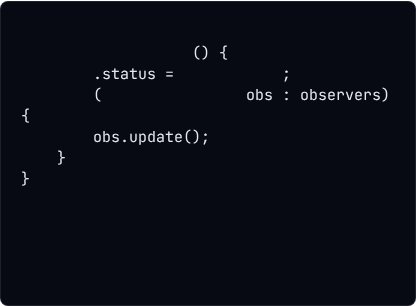 () {
.status = ;
( obs : observers)
{
obs.update();
}
}